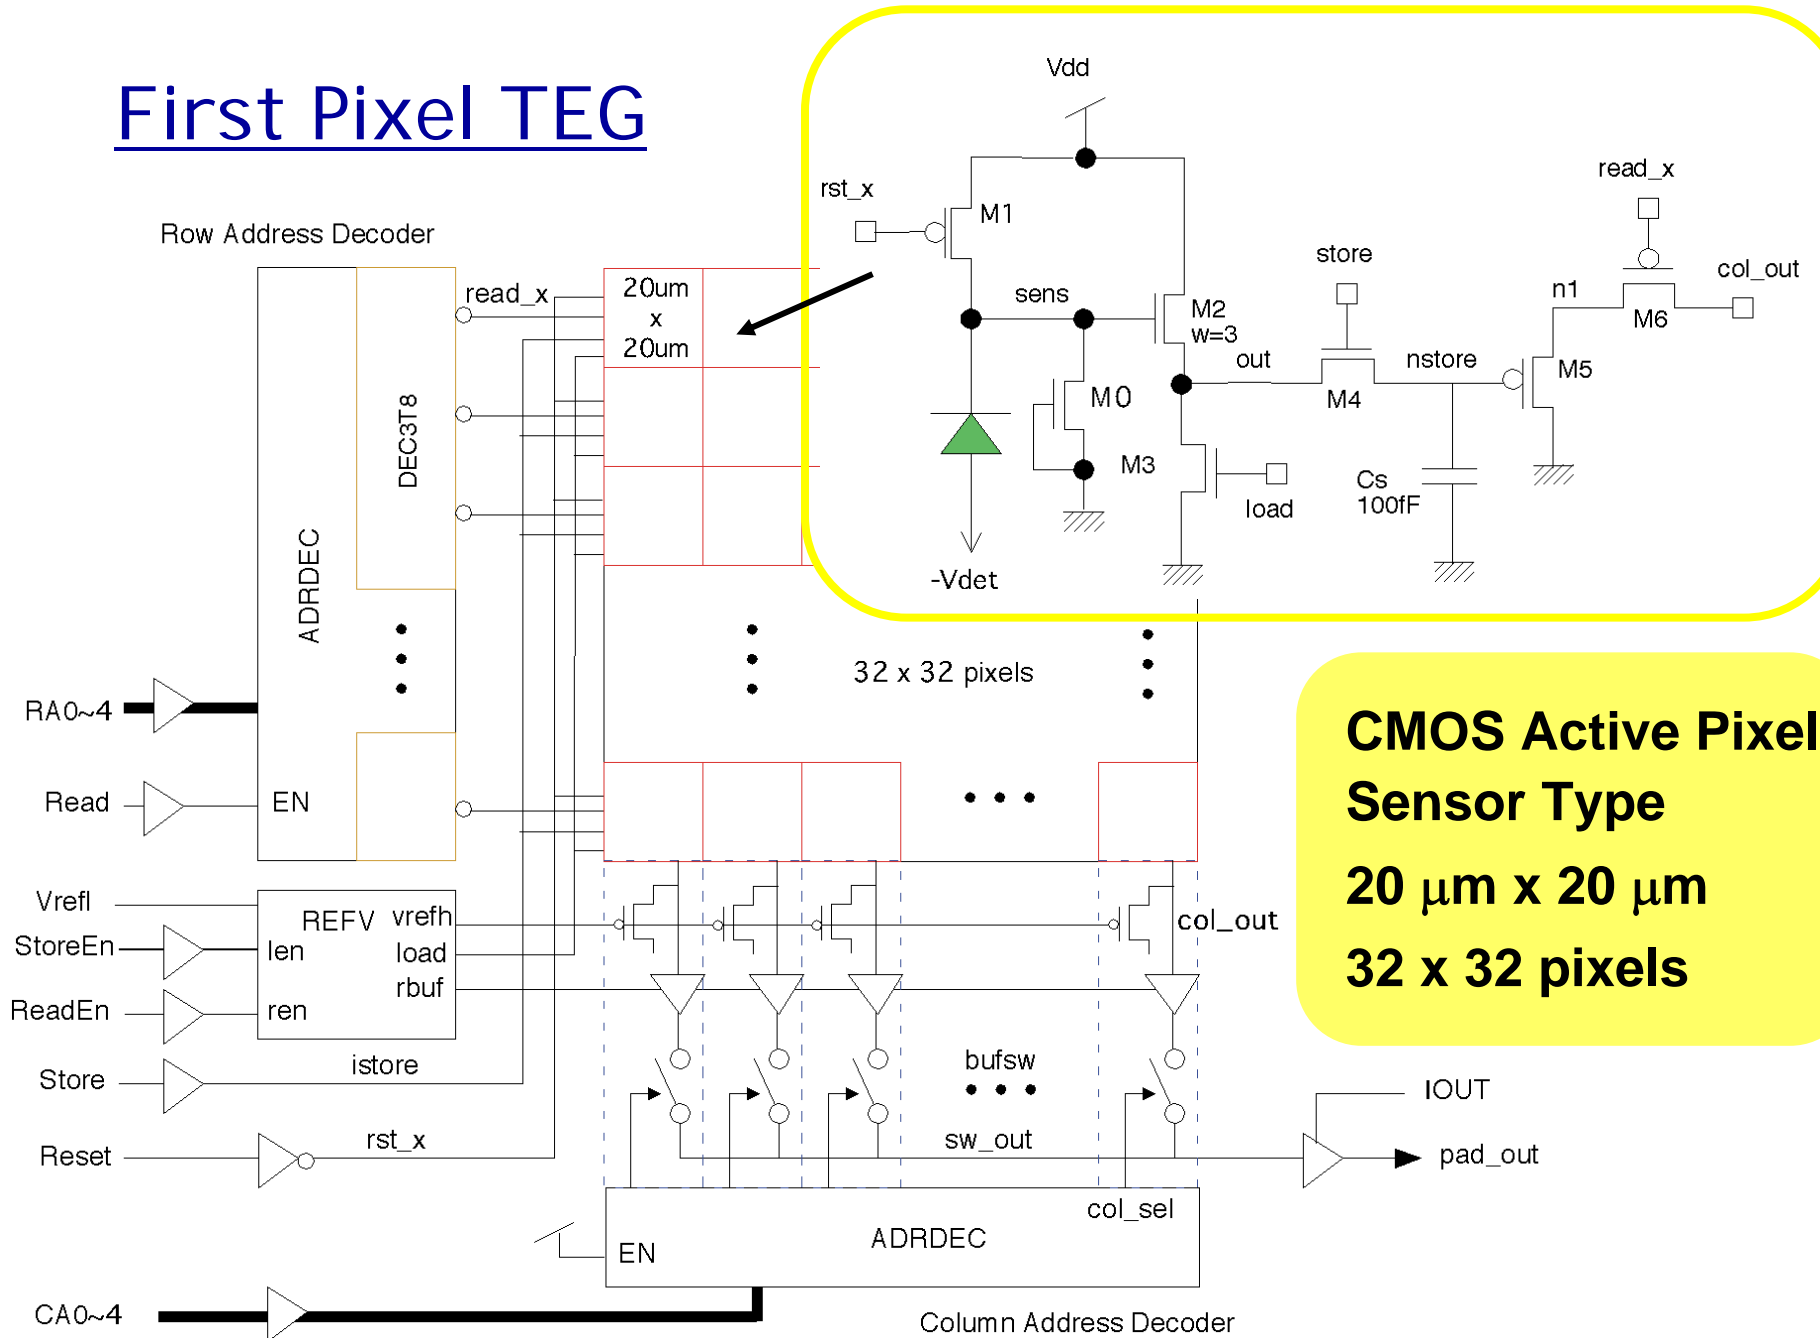 First Pixel TEG
Vdd
rst_x
M1
read_x
store
col_out
sens
M2
w=3
n1
M6
out
nstore
M5
M0
M4
M3
Cs
100fF
load
-Vdet
Row Address Decoder
read_x
20um
x
20um
DEC3T8
ADRDEC
32 x 32 pixels
RA0~4
Read
EN
CMOS Active Pixel
Sensor Type
20 μm x 20 μm
32 x 32 pixels
Vrefl
REFV
vrefh
col_out
StoreEn
len
load
rbuf
ReadEn
ren
Store
istore
bufsw
IOUT
Reset
rst_x
sw_out
pad_out
col_sel
EN
ADRDEC
CA0~4
Column Address Decoder